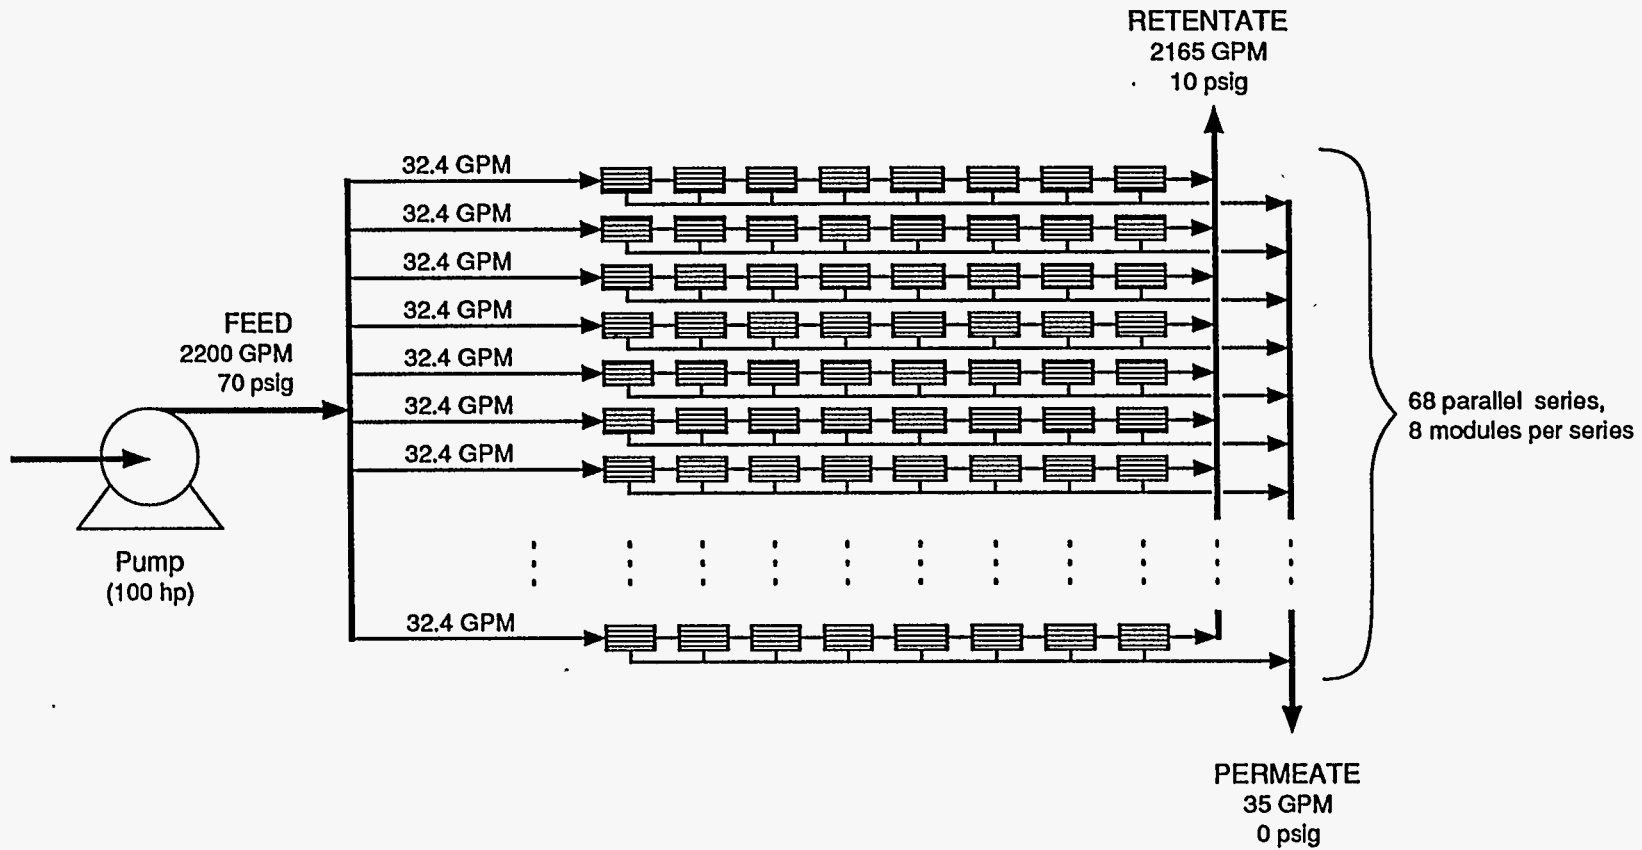 RETENTATE
2165 GPM
10 psig
32.4 GPM
32.4 GPM
32.4 GPM
32.4 GPM
32.4 GPM
32.4 GPM
32.4 GPM
32.4 GPM
FEED
2200 GPM
70 psig
68 parallel series,
8 modules per series
Pump
(100 hp)
PERMEATE
35 GPM
0 psig